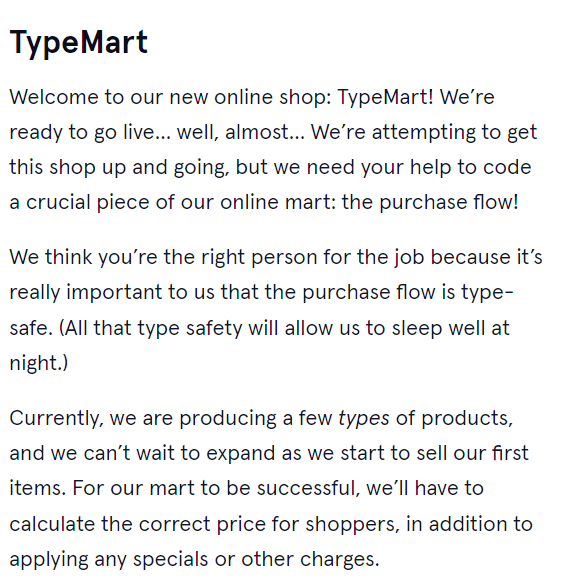 TypeMart
Welcome to our new online shop: TypeMart! We’re
ready to go live... well, almost... We’re attempting to get
this shop up and going, but we need your help to code
a crucial piece of our online mart: the purchase flow!
We think you’re the right person for the job because it’s
really important to us that the purchase flow is type-
safe. (All that type safety will allow us to sleep well at
night.)
Currently, we are producing a few types of products,
and we can’t wait to expand as we start to sell our first
items. For our mart to be successful, we’ll have to
calculate the correct price for shoppers, in addition to
applying any specials or other charges.